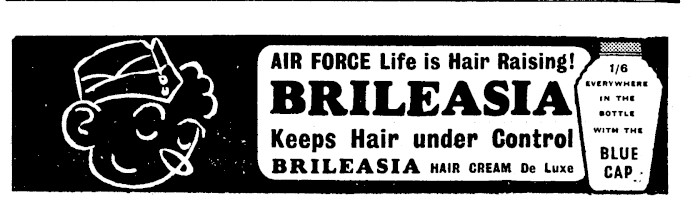 AIR FORCE Life is Hair Raising!
BRILEASIA
Keeps Hair under Control
BRILEASIA HAIR CREAM De Luxe
1/6
EVERYWHERE
IN THE
BOTTLE
WITH THE
BLUE
CAP.